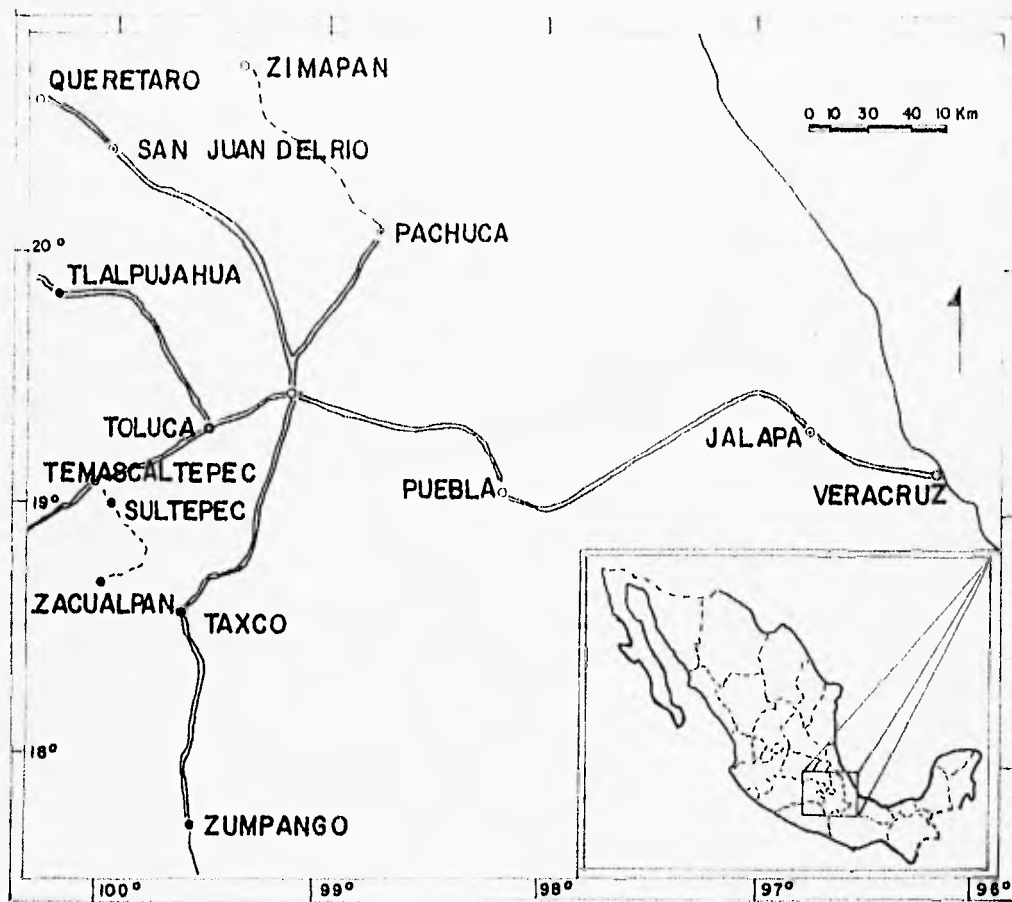 ZIMAPAN
QUERETARO
0 10 30 40 10 Km
SAN JUAN DEL RIO
PACHUCA
20°
TLALPUJAHUA
TOLUCA
JALAPA
TEMASCALTEPEC
PUEBLA
VERACRUZ
19°
SULTEPEC
ZACUALPAN
TAXCO
18°
ZUMPANGO
100° 99° 98° 97° 96°